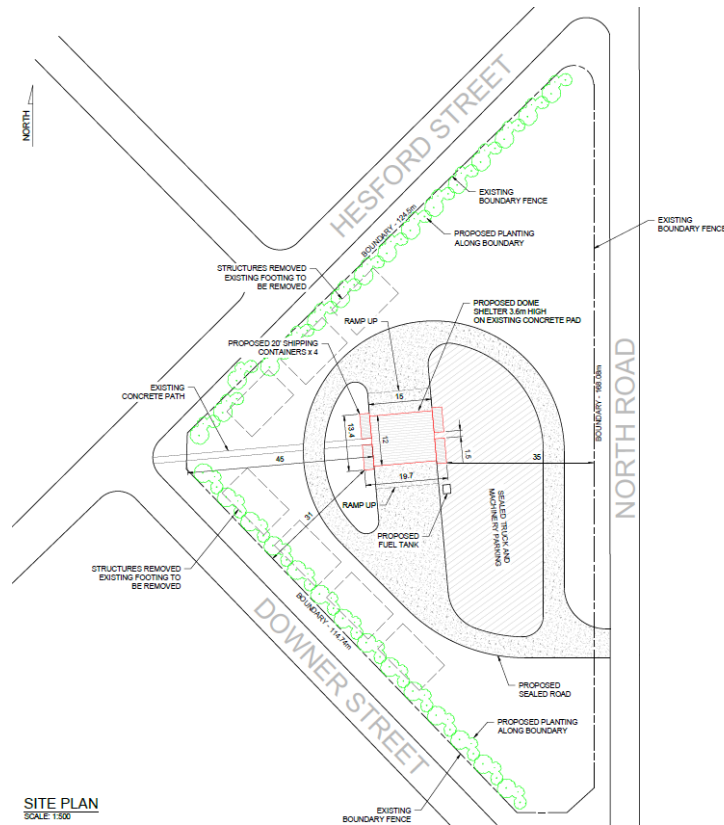 NORTH
HESFORD STREET
EXISTING
BOUNDARY FENCE
BOUNDARY - 124.5m
PROPOSED PLANTING
ALONG BOUNDARY
EXISTING
BOUNDARY FENCE
STRUCTURES REMOVED
EXISTING FOOTING TO
BE REMOVED
PROPOSED DOME
SHELTER 3.6m HIGH
ON EXISTING CONCRETE PAD
RAMP UP
PROPOSED 20' SHIPPING
CONTAINERS x 4
EXISTING
CONCRETE PATH
15
13.4
12
1.5
45
35
19.7
31
RAMP UP
PROPOSED
FUEL TANK
SEALED TRUCK AND
MACHINERY PARKING
BOUNDARY - 168.08m
NORTH ROAD
STRUCTURES REMOVED
EXISTING FOOTING TO
BE REMOVED
BOUNDARY - 114.74m
DOWNER STREET
PROPOSED
SEALED ROAD
PROPOSED PLANTING
ALONG BOUNDARY
EXISTING
BOUNDARY FENCE
SITE PLAN
SCALE: 1:500